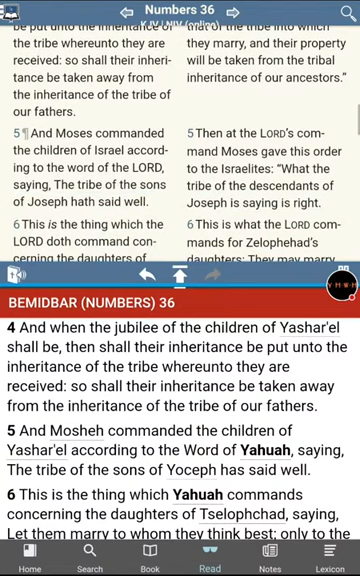 Numbers 36
KJV | NIV (online)
be put unto the inheritance of
the tribe whereunto they are
received: so shall their inheri-
tance be taken away from
the inheritance of the tribe of
our fathers.
5 ¶ And Moses commanded
the children of Israel accord-
ing to the word of the LORD,
saying, The tribe of the sons
of Joseph hath said well.
6 This is the thing which the
LORD doth command con-
cerning the daughters of
that of the tribe into which
they marry, and their property
will be taken from the tribal
inheritance of our ancestors.”
5 Then at the LORD’s com-
mand Moses gave this order
to the Israelites: “What the
tribe of the descendants of
Joseph is saying is right.
6 This is what the LORD com-
mands for Zelophehad’s
daughters: They may marry
Y·M·W·M
BEMIDBAR (NUMBERS) 36
4 And when the jubilee of the children of Yashar'el
shall be, then shall their inheritance be put unto the
inheritance of the tribe whereunto they are
received: so shall their inheritance be taken away
from the inheritance of the tribe of our fathers.
5 And Mosheh commanded the children of
Yashar'el according to the Word of Yahuah, saying,
The tribe of the sons of Yoceph has said well.
6 This is the thing which Yahuah commands
concerning the daughters of Tselophchad, saying,
Let them marry to whom they think best; only to the
Home
Search
Book
Read
Notes
Lexicon